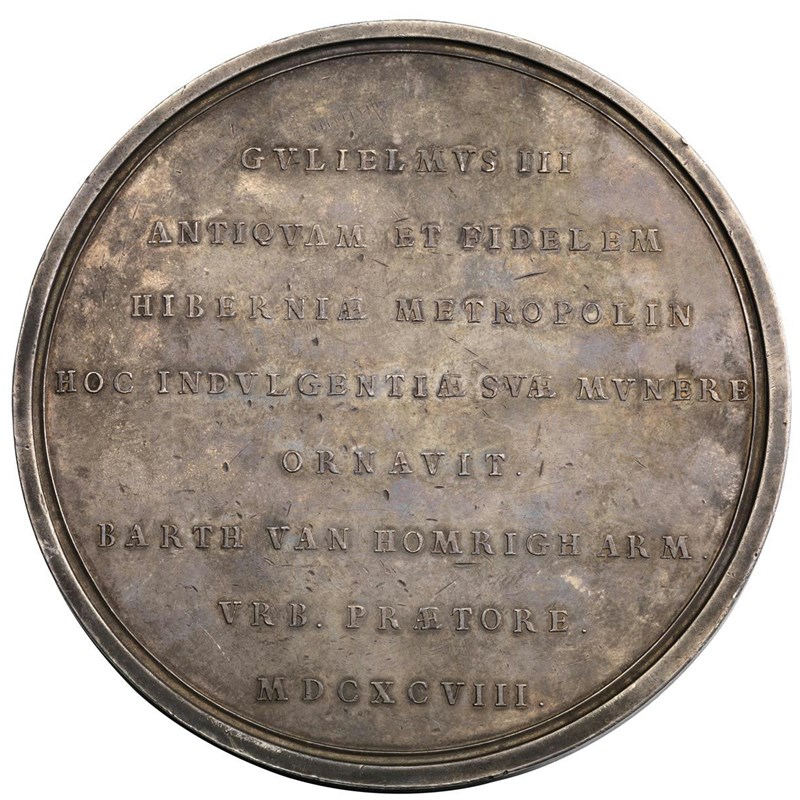 GVLIELMVS III
ANTIQVAM ET FIDELEM
HIBERNIÆ METROPOLIN
HOC INDVLGENTIÆ SVÆ MVNERE
ORNAVIT.
BARTH VAN HOMRIGH ARM.
VRB. PRÆTORE.
MDCXCVIII.